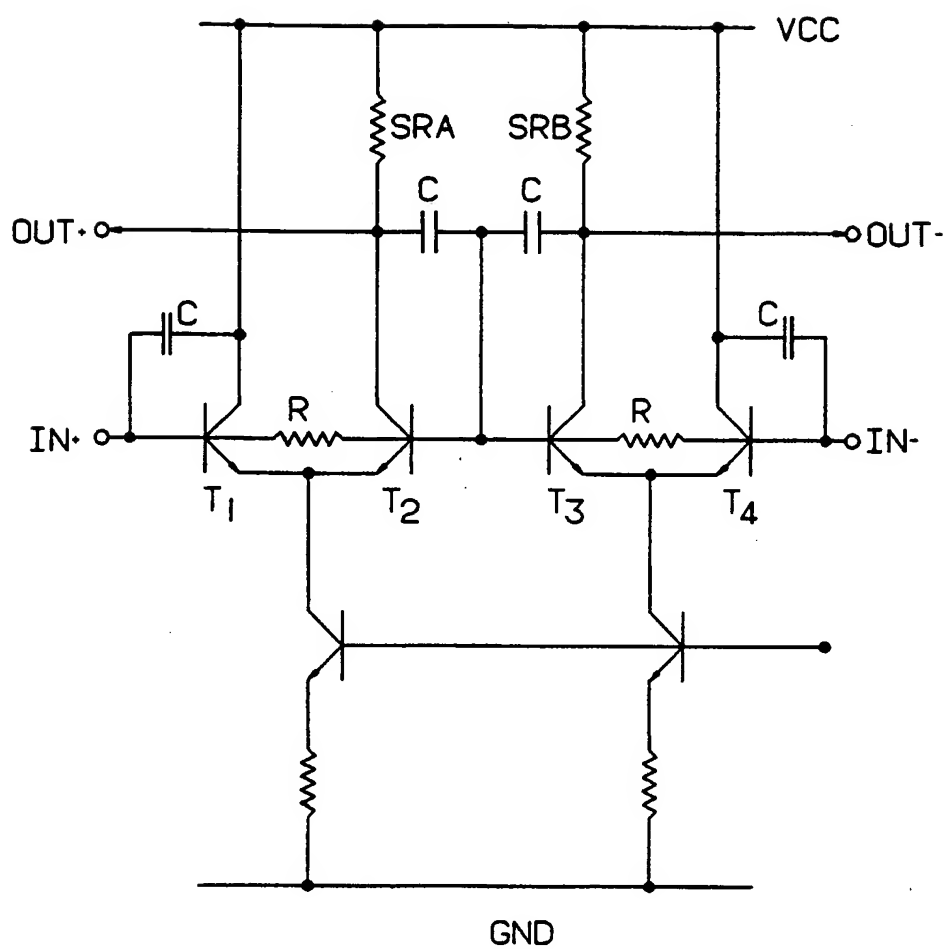 VCC
SRA
SRB
C
C
OUT+
OUT-
C
C
R
R
IN+
IN-
T1
T2
T3
T4
GND